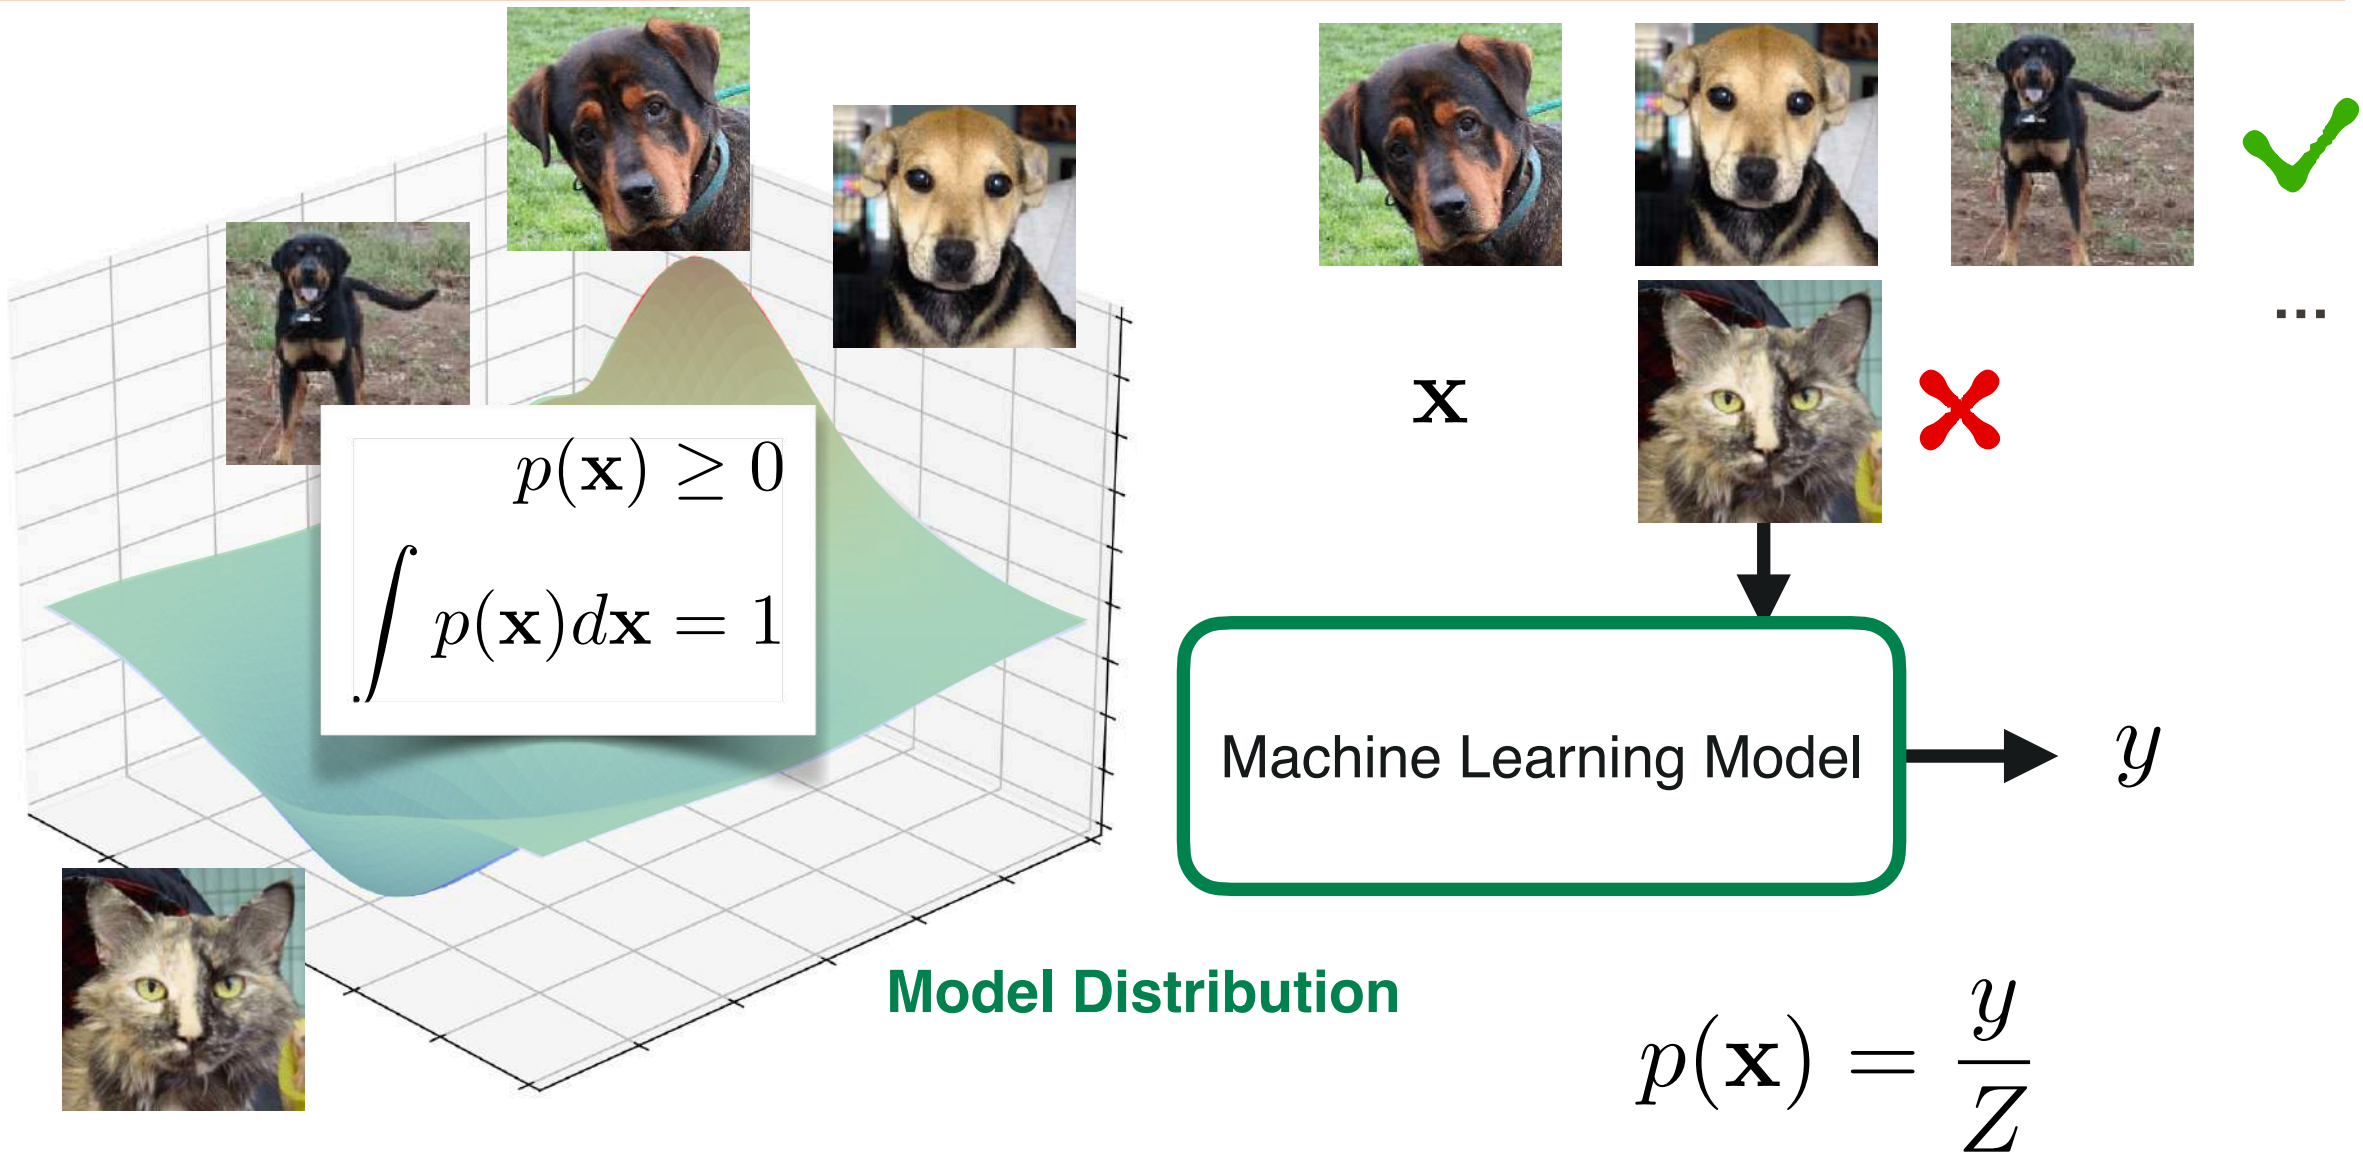 p(x) ≥ 0
∫ p(x)dx = 1
...
x
Machine Learning Model
y
Model Distribution
p(x) = y/Z